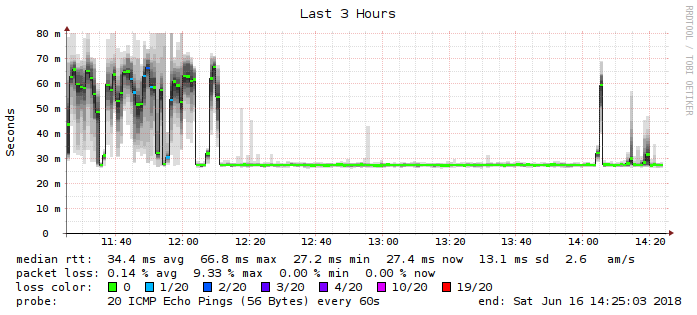 Last 3 Hours
RRDTOOL / TOBI OETIKER
Seconds
80 m
70 m
60 m
50 m
40 m
30 m
20 m
10 m
0
11:40 12:00 12:20 12:40 13:00 13:20 13:40 14:00 14:20
median rtt: 34.4 ms avg 66.8 ms max 27.2 ms min 27.4 ms now 13.1 ms sd 2.6 am/s
packet loss: 0.14 % avg 9.33 % max 0.00 % min 0.00 % now
loss color: 0 1/20 2/20 3/20 4/20 10/20 19/20
probe: 20 ICMP Echo Pings (56 Bytes) every 60s end: Sat Jun 16 14:25:03 2018